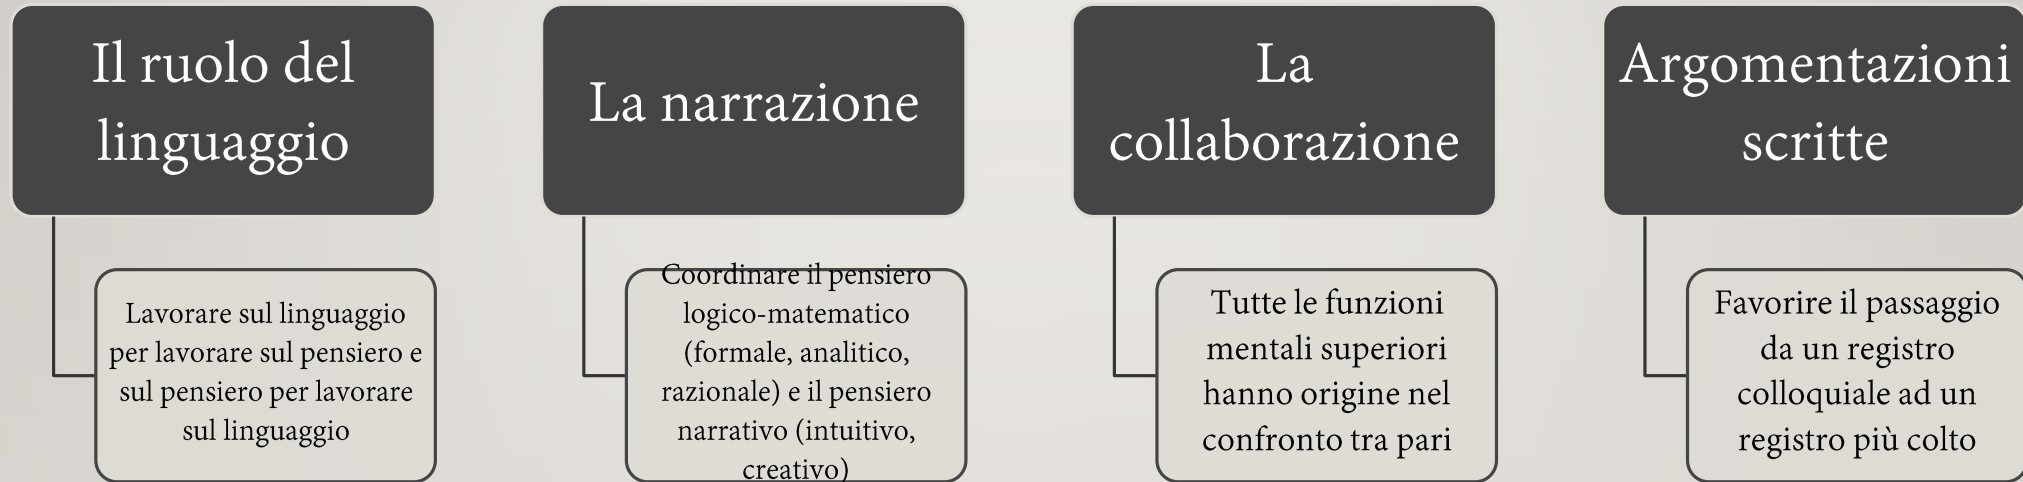 Il ruolo del
linguaggio
Lavorare sul linguaggio
per lavorare sul pensiero e
sul pensiero per lavorare
sul linguaggio
La narrazione
Coordinare il pensiero
logico-matematico
(formale, analitico,
razionale) e il pensiero
narrativo (intuitivo,
creativo)
La
collaborazione
Tutte le funzioni
mentali superiori
hanno origine nel
confronto tra pari
Argomentazioni
scritte
Favorire il passaggio
da un registro
colloquiale ad un
registro più colto